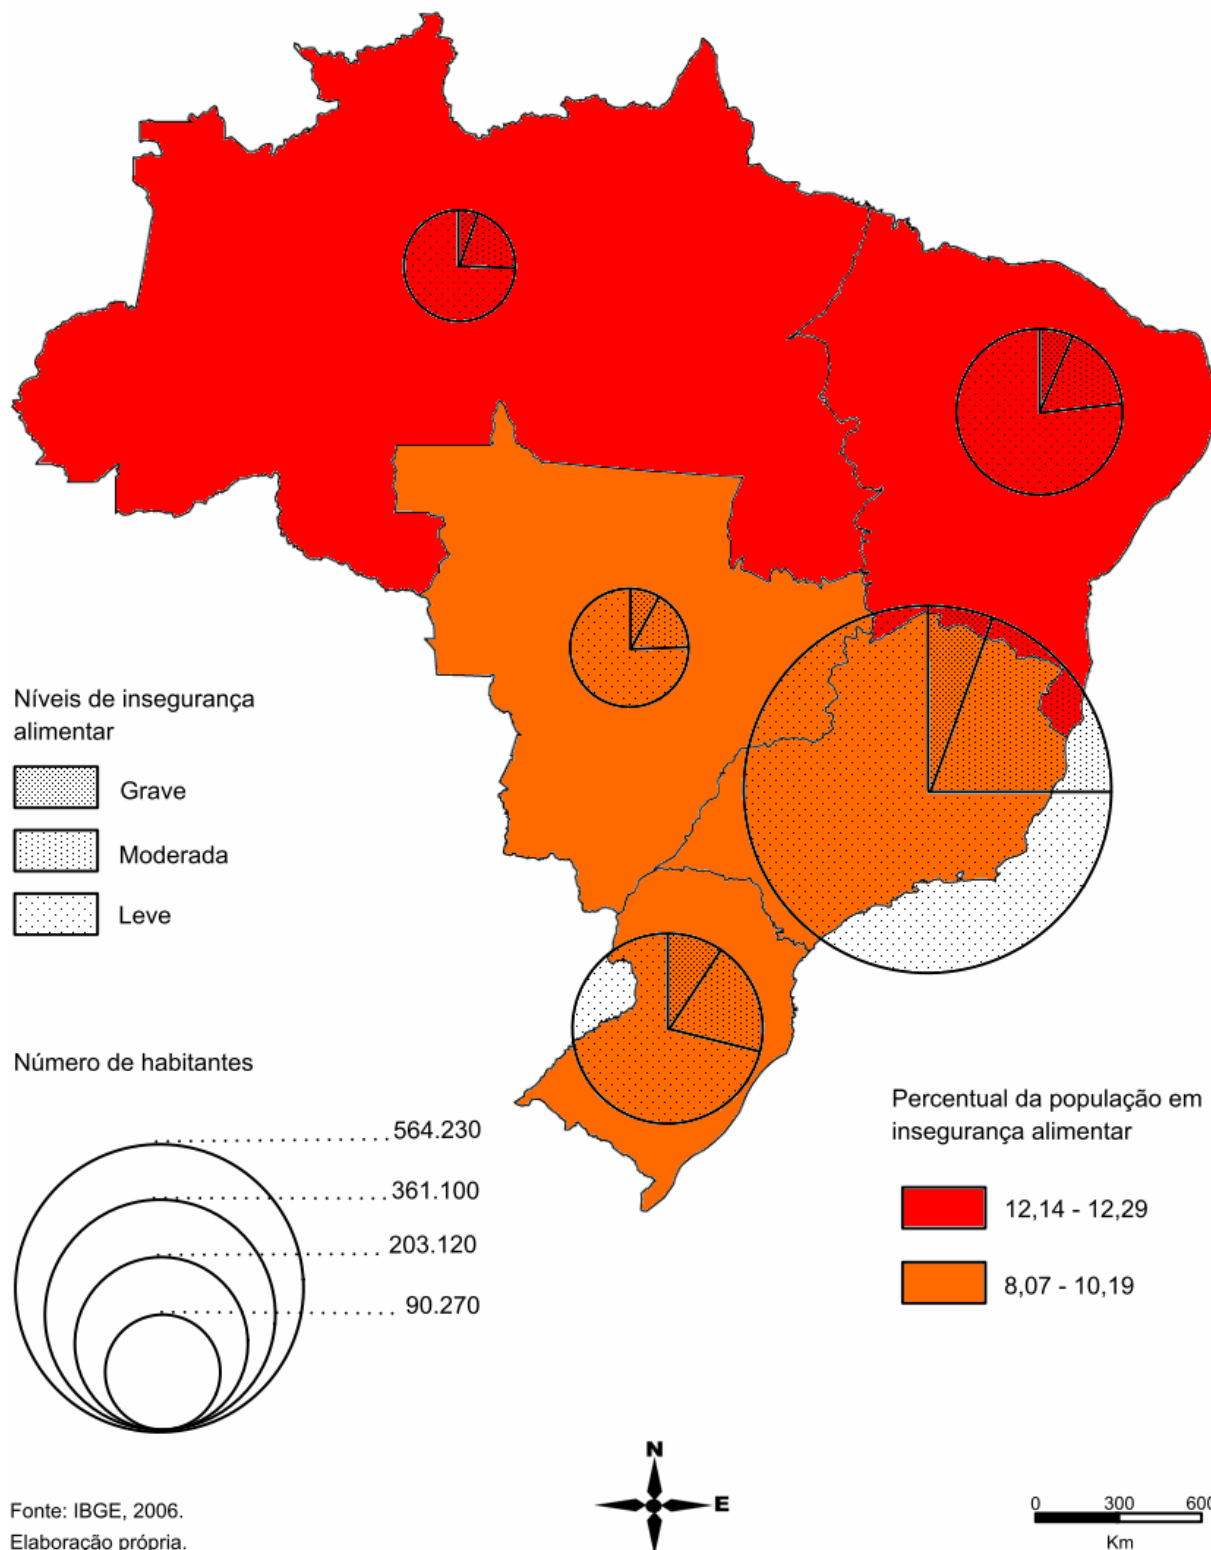 Níveis de insegurança
alimentar
Grave
Moderada
Leve
Número de habitantes
564.230
361.100
203.120
90.270
Percentual da população em
insegurança alimentar
12,14 - 12,29
8,07 - 10,19
Fonte: IBGE, 2006.
Elaboração própria.
N
E
0 300 600
Km